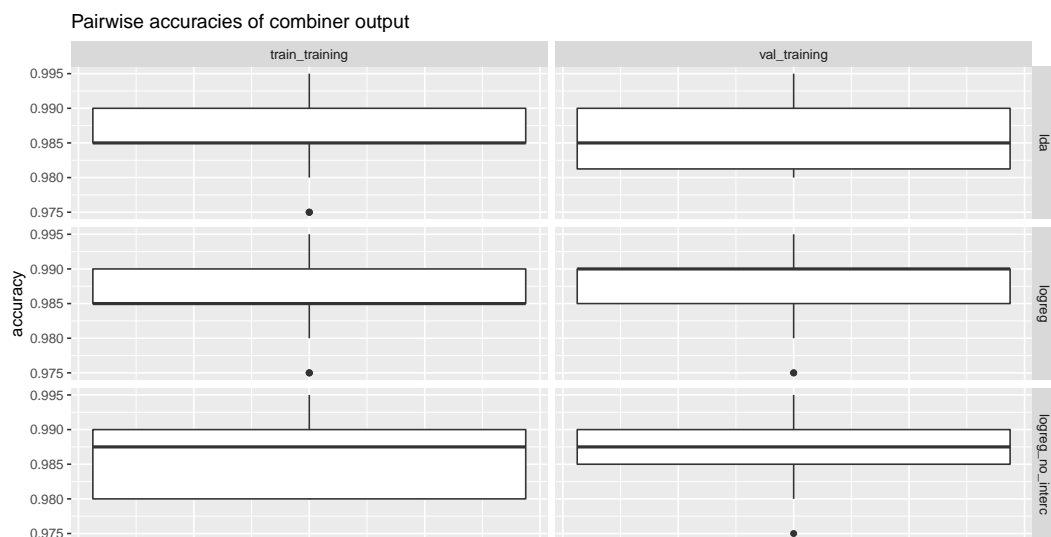 Pairwise accuracies of combiner output
train_training
val_training
0.995
0.990
0.985
0.980
0.975
lda
0.995
0.990
0.985
0.980
0.975
logreg
accuracy
0.995
0.990
0.985
0.980
0.975
logreg_no_interc